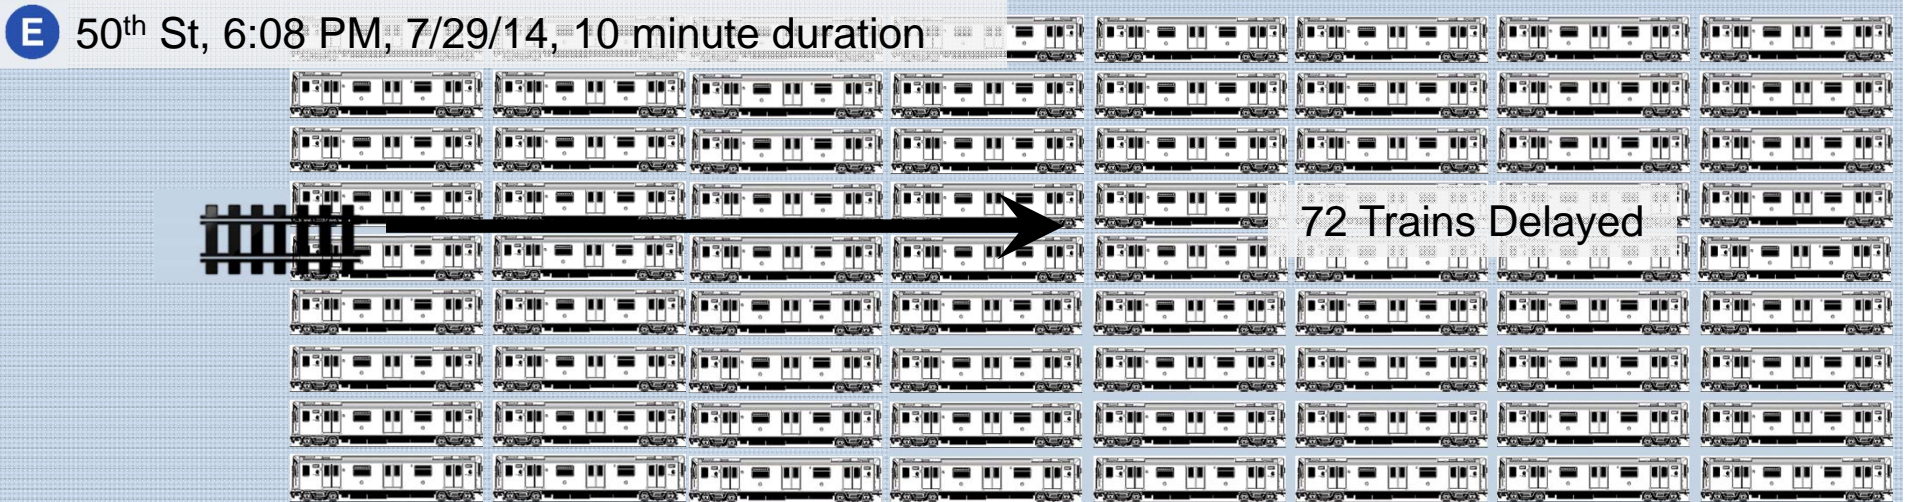 E 50th St, 6:08 PM, 7/29/14, 10 minute duration
72 Trains Delayed